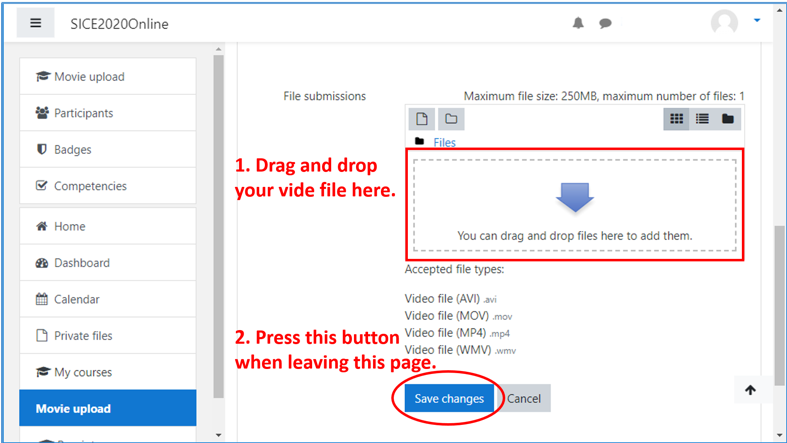 SICE2020Online
Movie upload
Participants
Badges
Competencies
Home
Dashboard
Calendar
Private files
My courses
Movie upload
File submissions
Maximum file size: 250MB, maximum number of files: 1
Files
1. Drag and drop
your vide file here.
You can drag and drop files here to add them.
Accepted file types:
Video file (AVI) .avi
Video file (MOV) .mov
Video file (MP4) .mp4
Video file (WMV) .wmv
2. Press this button
when leaving this page.
Save changes
Cancel